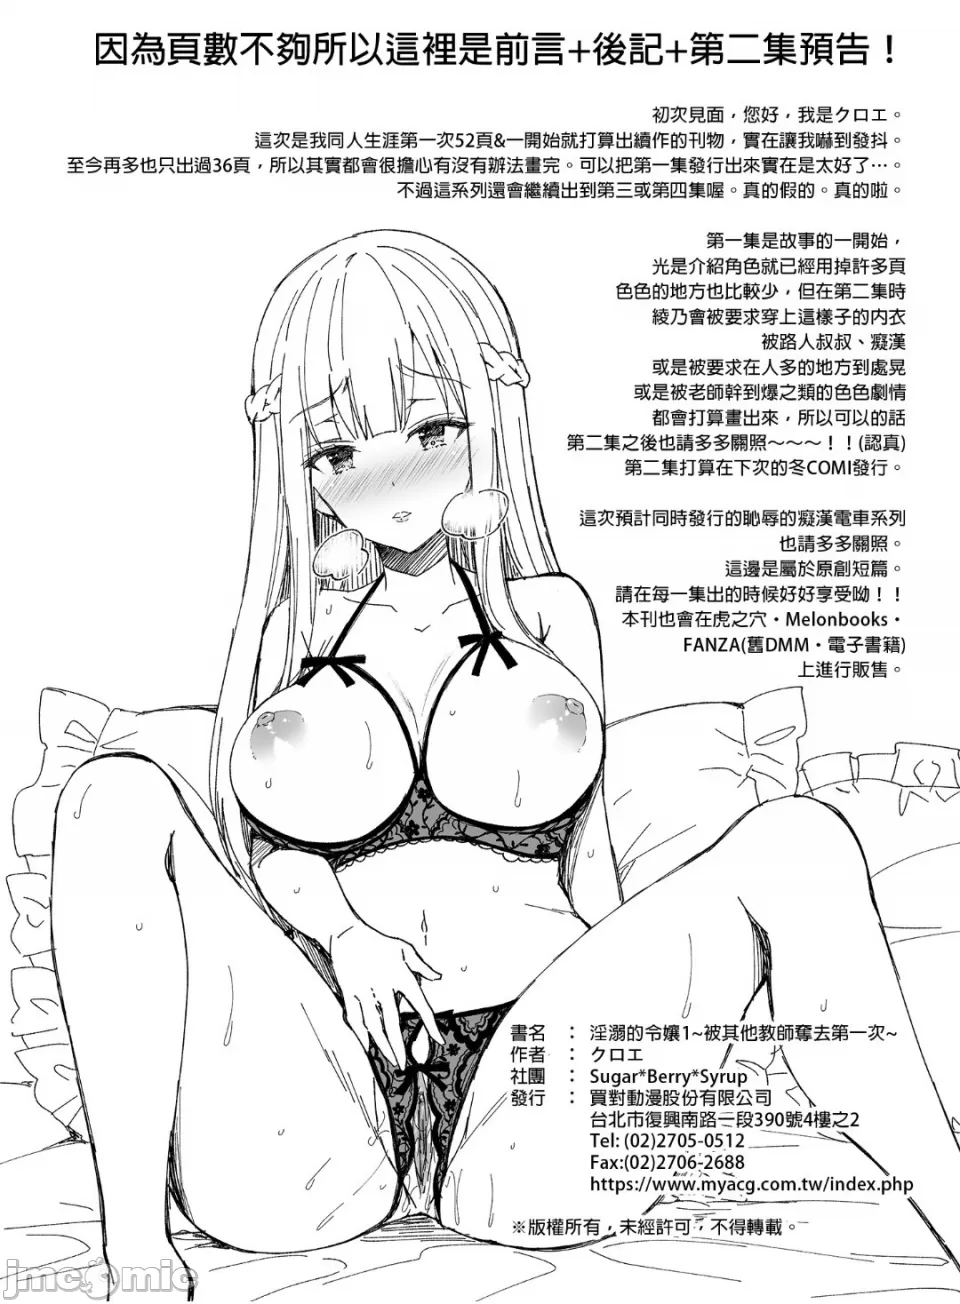 因為頁數不夠所以這裡是前言+後記+第二集預告！
初次見面，您好，我是クロエ。
這次是我同人生涯第一次52頁&一開始就打算出續作的刊物，實在讓我嚇到發抖。
至今再多也只出過36頁，所以其實都會很擔心有沒有辦法畫完。可以把第一集發行出來實在是太好了…。
不過這系列還會繼續出到第三或第四集喔。真的假的。真的啦。
第一集是故事的一開始，
光是介紹角色就已經用掉許多頁
色色的地方也比較少，但在第二集時
綾乃會被要求穿上這樣子的內衣
被路人叔叔、癡漢
或是被要求在人多的地方到處晃
或是被老師幹到爆之類的色色劇情
都會打算畫出來，所以可以的話
第二集之後也請多多關照～～～！！(認真)
第二集打算在下次的冬COMI發行。
這次預計同時發行的恥辱的癡漢電車系列
也請多多關照。
這邊是屬於原創短篇。
請在每一集出的時候好好享受呦！！
本刊也會在虎之穴・Melonbooks・
FANZA(舊DMM・電子書籍)
上進行販售。
書名 ： 淫溺的令孃1~被其他教師奪去第一次~
作者 ： クロエ
社團 ： Sugar*Berry*Syrup
發行 ： 買對動漫股份有限公司
台北市復興南路一段390號4樓之2
Tel: (02)2705-0512
Fax:(02)2706-2688
https://www.myacg.com.tw/index.php
※版權所有，未經許可，不得轉載。
jmcomic